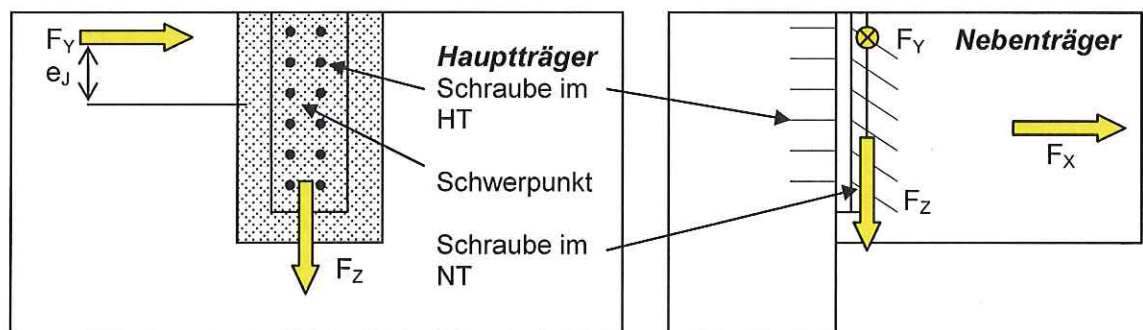 F_Y
e_J
Hauptträger
Schraube im
HT
Schwerpunkt
Schraube im
NT
F_Z
F_Y
Nebenträger
F_X
F_Z